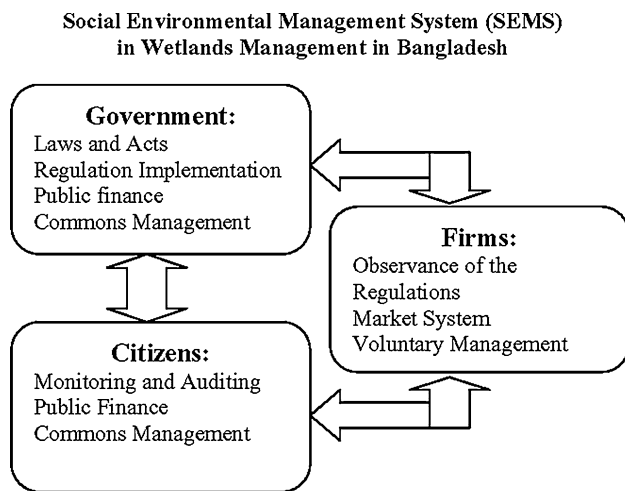 Social Environmental Management System (SEMS)
in Wetlands Management in Bangladesh
Government:
Laws and Acts
Regulation Implementation
Public finance
Commons Management
Firms:
Observance of the
Regulations
Market System
Voluntary Management
Citizens:
Monitoring and Auditing
Public Finance
Commons Management